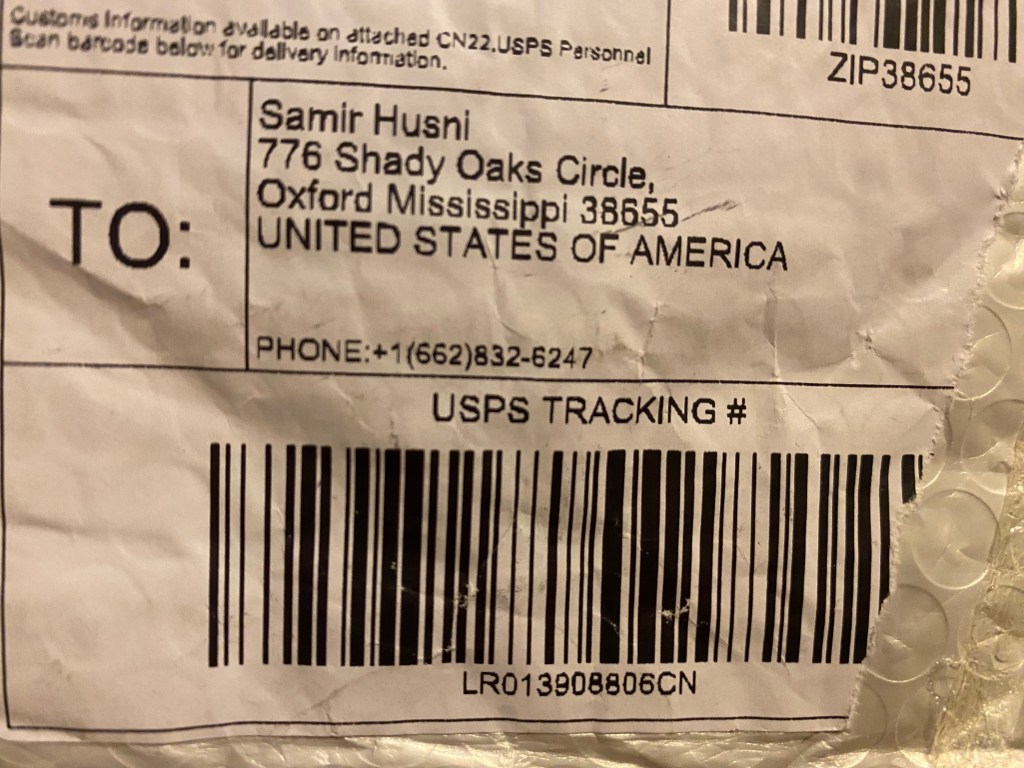 Customs Information available on attached CN22,USPS Personnel
Scan barcode below for delivery information.
ZIP38655
TO:
Samir Husni
776 Shady Oaks Circle,
Oxford Mississippi 38655
UNITED STATES OF AMERICA
PHONE:+1(662)832-6247
USPS TRACKING #
LR013908806CN